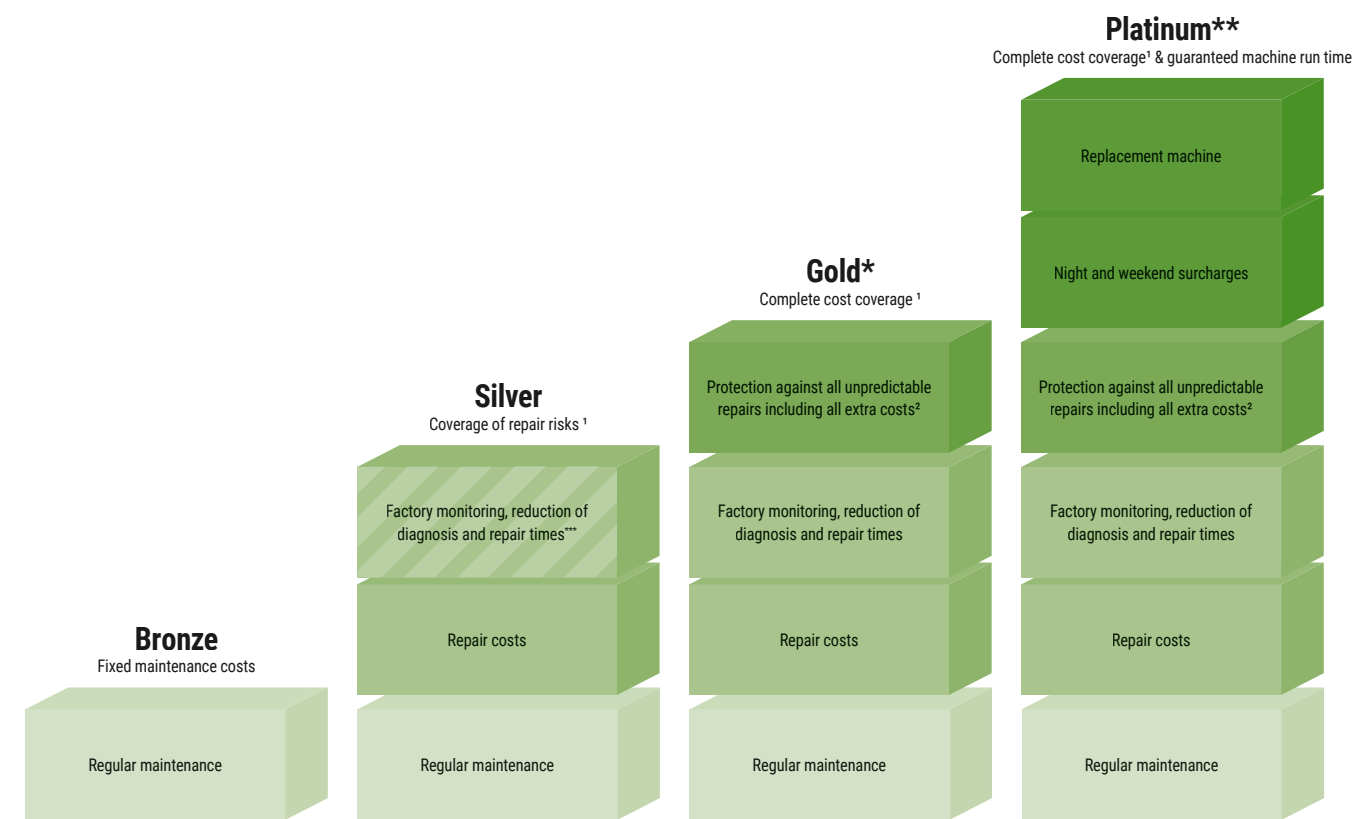 Platinum**
Complete cost coverage¹ & guaranteed machine run time
Replacement machine
Night and weekend surcharges
Protection against all unpredictable
repairs including all extra costs²
Factory monitoring, reduction of
diagnosis and repair times
Repair costs
Regular maintenance
Gold*
Complete cost coverage ¹
Protection against all unpredictable
repairs including all extra costs²
Factory monitoring, reduction of
diagnosis and repair times
Repair costs
Regular maintenance
Silver
Coverage of repair risks ¹
Factory monitoring, reduction of
diagnosis and repair times***
Repair costs
Regular maintenance
Bronze
Fixed maintenance costs
Regular maintenance